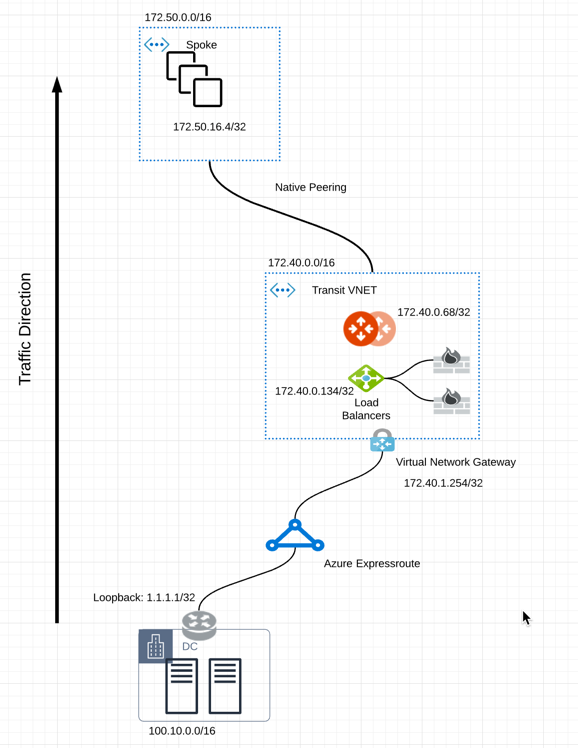 172.50.0.0/16
Spoke
172.50.16.4/32
Native Peering
172.40.0.0/16
Transit VNET
172.40.0.68/32
172.40.0.134/32
Load
Balancers
Virtual Network Gateway
172.40.1.254/32
Azure Expressroute
Loopback: 1.1.1.1/32
DC
100.10.0.0/16
Traffic Direction